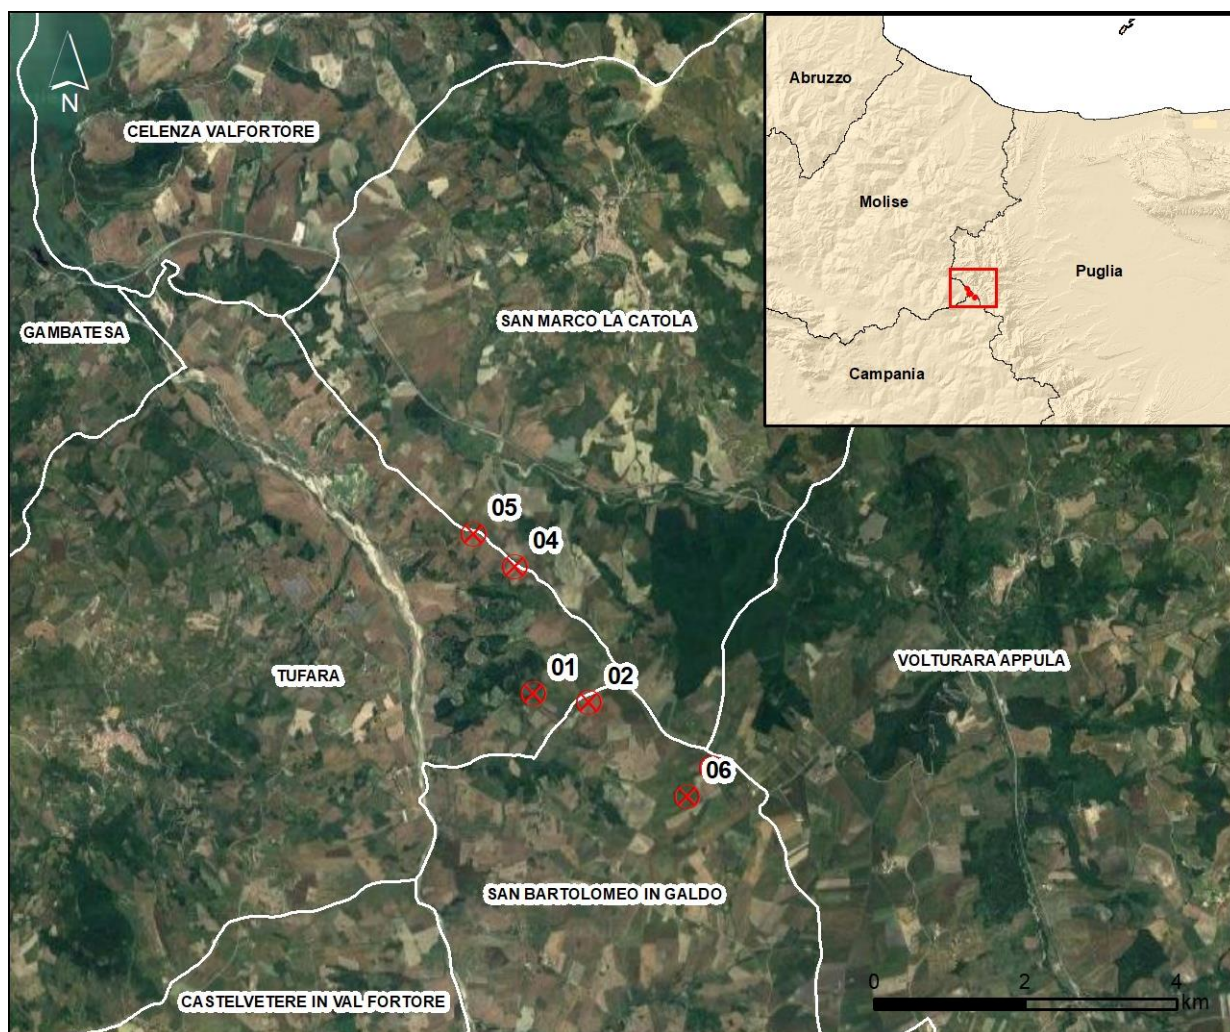 N
CELENZA VALFORTORE
Abruzzo
Molise
Puglia
Campania
GAMBATESA
SAN MARCO LA CATOLA
05
04
01
02
TUFARA
VOLTURARA APPULA
06
SAN BARTOLOMEO IN GALDO
CASTELVETERE IN VAL FORTORE
0 2 4
km